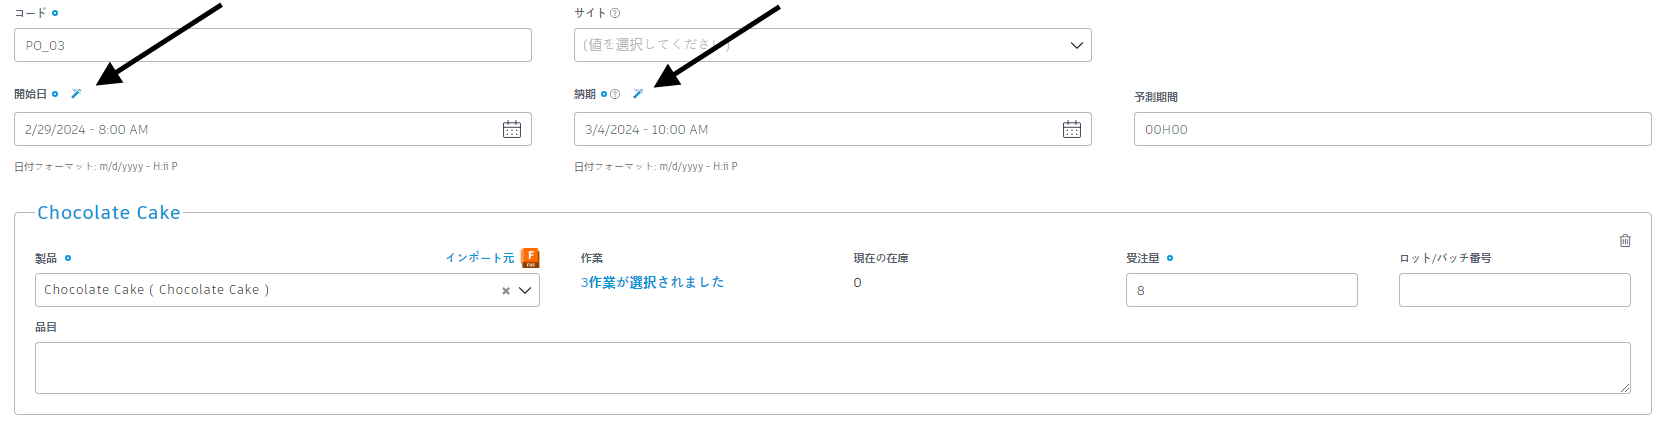 コード
サイト
PO_03
(値を選択してください)
開始日
納期
予測期間
2/29/2024 - 8:00 AM
3/4/2024 - 10:00 AM
00H00
日付フォーマット: m/d/yyyy - H:ii P
日付フォーマット: m/d/yyyy - H:ii P
Chocolate Cake
製品
インポート元
作業
現在の在庫
受注量
ロット/バッチ番号
Chocolate Cake ( Chocolate Cake )
3作業が選択されました
0
8
品目